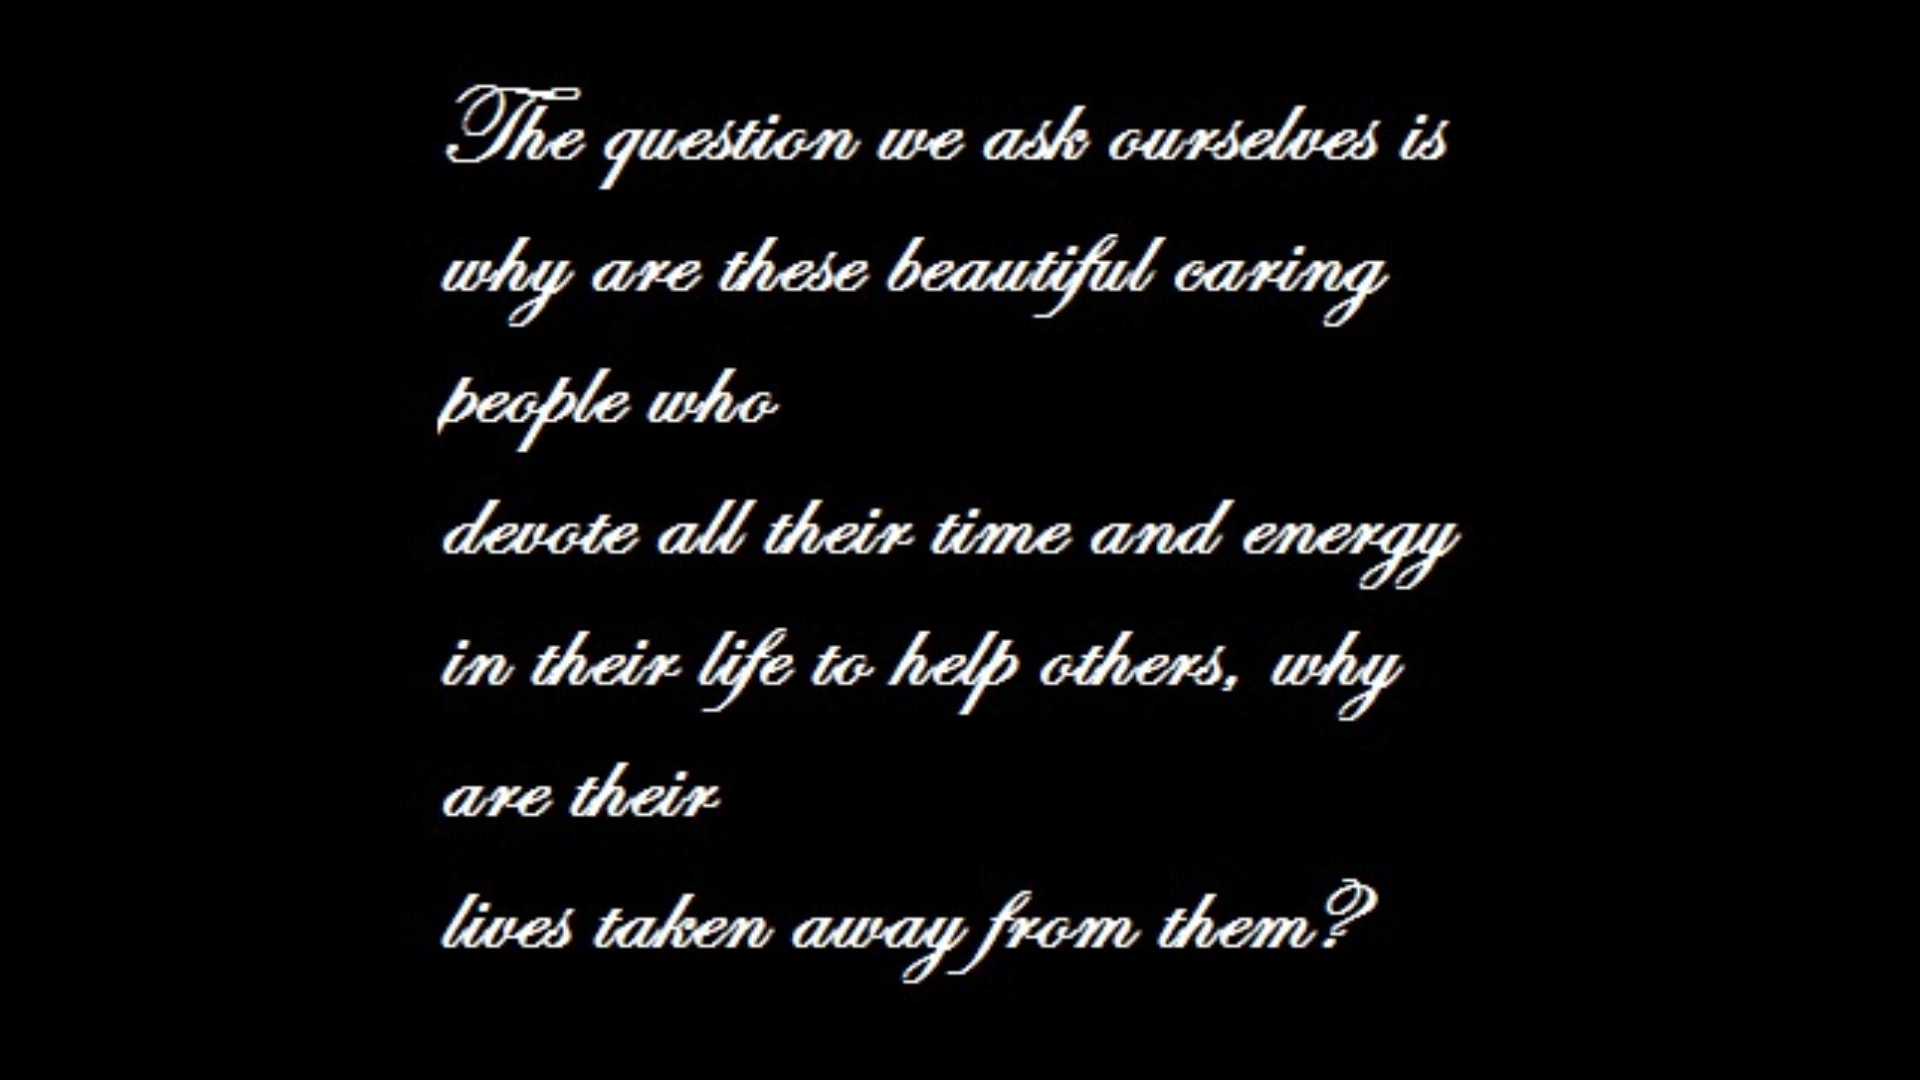 The question we ask ourselves is
why are these beautiful caring
people who
devote all their time and energy
in their life to help others, why
are their
lives taken away from them?